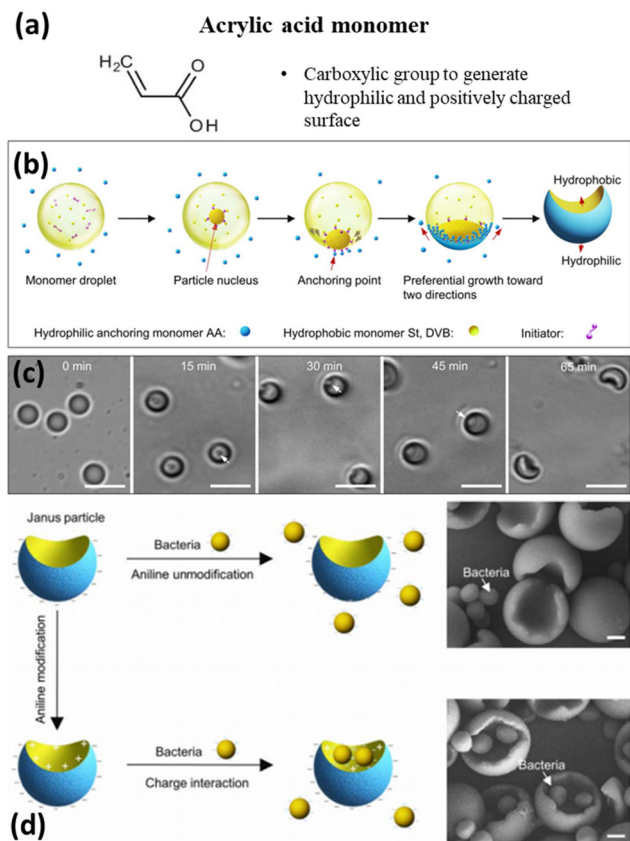 (a)
Acrylic acid monomer
H₂C
O
OH
• Carboxylic group to generate
hydrophilic and positively charged
surface
(b)
Hydrophobic
Hydrophilic
Monomer droplet
Particle nucleus
Anchoring point
Preferential growth toward
two directions
Hydrophilic anchoring monomer AA:
Hydrophobic monomer St, DVB:
Initiator:
(c)
0 min
15 min
30 min
45 min
65 min
Janus particle
Bacteria
Aniline unmodification
Bacteria
Aniline modification
Bacteria
Charge interaction
Bacteria
(d)